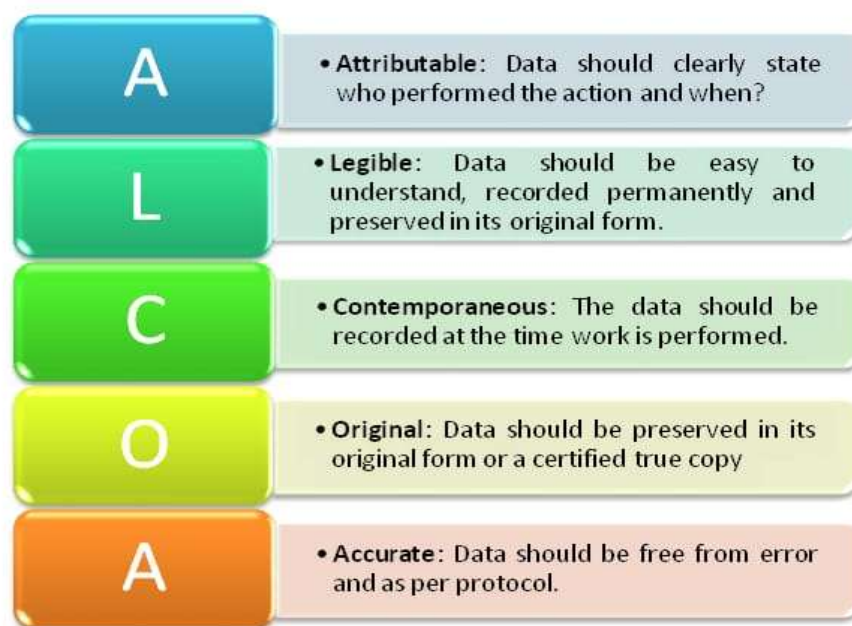 A
• Attributable: Data should clearly state
who performed the action and when?
L
• Legible: Data should be easy to
understand, recorded permanently and
preserved in its original form.
C
• Contemporaneous: The data should be
recorded at the time work is performed.
O
• Original: Data should be preserved in its
original form or a certified true copy
A
• Accurate: Data should be free from error
and as per protocol.